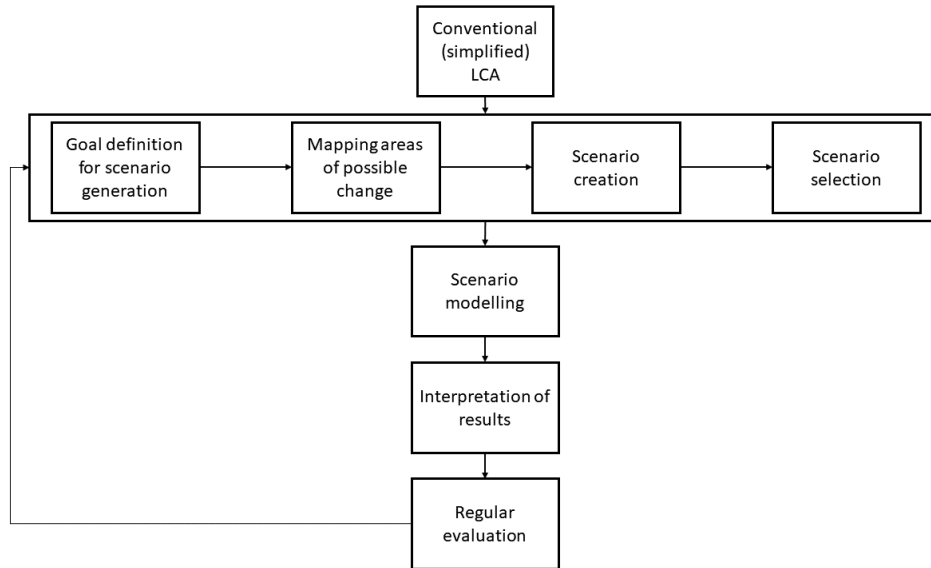 Conventional
(simplified)
LCA
Goal definition
for scenario
generation
Mapping areas
of possible
change
Scenario
creation
Scenario
selection
Scenario
modelling
Interpretation of
results
Regular
evaluation